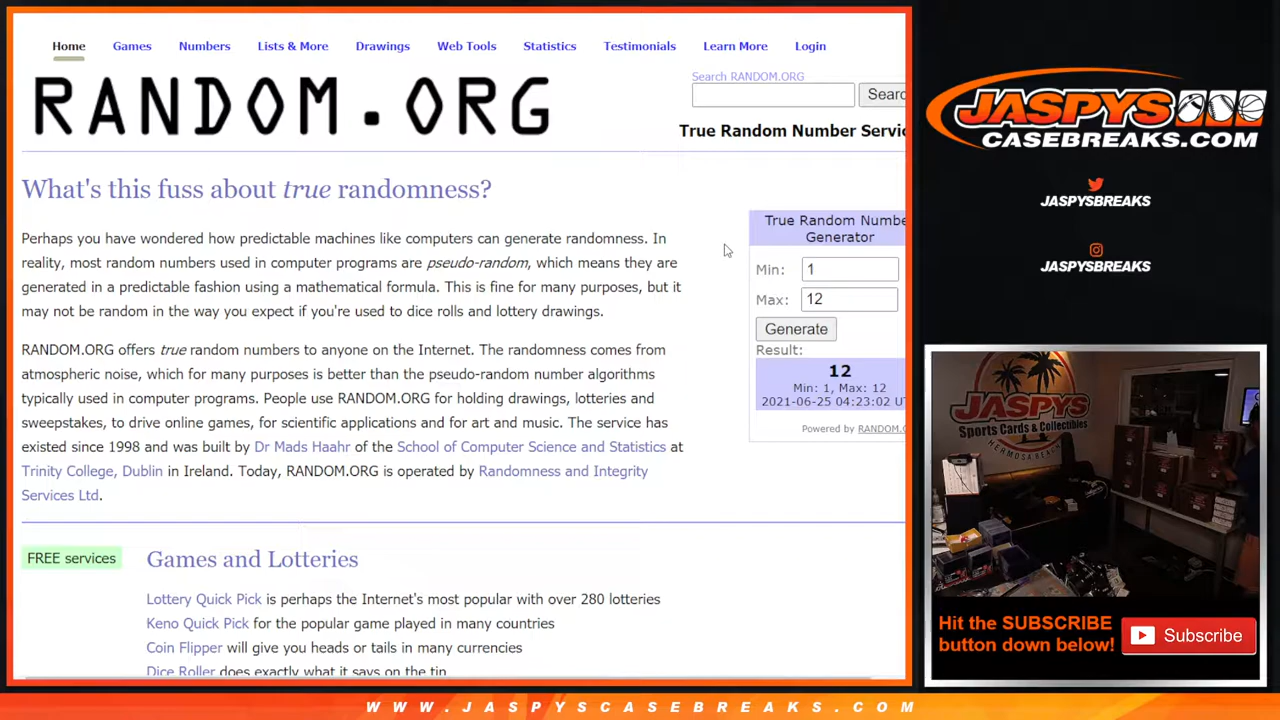 Home Games Numbers Lists & More Drawings Web Tools Statistics Testimonials Learn More Login
RANDOM.ORG
Search RANDOM.ORG
Searc
True Random Number Servic
What's this fuss about true randomness?
Perhaps you have wondered how predictable machines like computers can generate randomness. In
reality, most random numbers used in computer programs are pseudo-random, which means they are
generated in a predictable fashion using a mathematical formula. This is fine for many purposes, but it
may not be random in the way you expect if you're used to dice rolls and lottery drawings.
RANDOM.ORG offers true random numbers to anyone on the Internet. The randomness comes from
atmospheric noise, which for many purposes is better than the pseudo-random number algorithms
typically used in computer programs. People use RANDOM.ORG for holding drawings, lotteries and
sweepstakes, to drive online games, for scientific applications and for art and music. The service has
existed since 1998 and was built by Dr Mads Haahr of the School of Computer Science and Statistics at
Trinity College, Dublin in Ireland. Today, RANDOM.ORG is operated by Randomness and Integrity
Services Ltd.
True Random Numbe
Generator
Min: 1
Max: 12
Generate
Result:
12
Min: 1, Max: 12
2021-06-25 04:23:02 UT
Powered by RANDOM.O
FREE services
Games and Lotteries
Lottery Quick Pick is perhaps the Internet's most popular with over 280 lotteries
Keno Quick Pick for the popular game played in many countries
Coin Flipper will give you heads or tails in many currencies
Dice Roller does exactly what it says on the tin
JASPYS
CASEBREAKS.COM
JASPYSBREAKS
JASPYSBREAKS
JASPYS
Sports Cards & Collectibles
HERMOSA BEACH
Hit the SUBSCRIBE
button down below!
Subscribe
WWW.JASPYSCASEBREAKS.COM